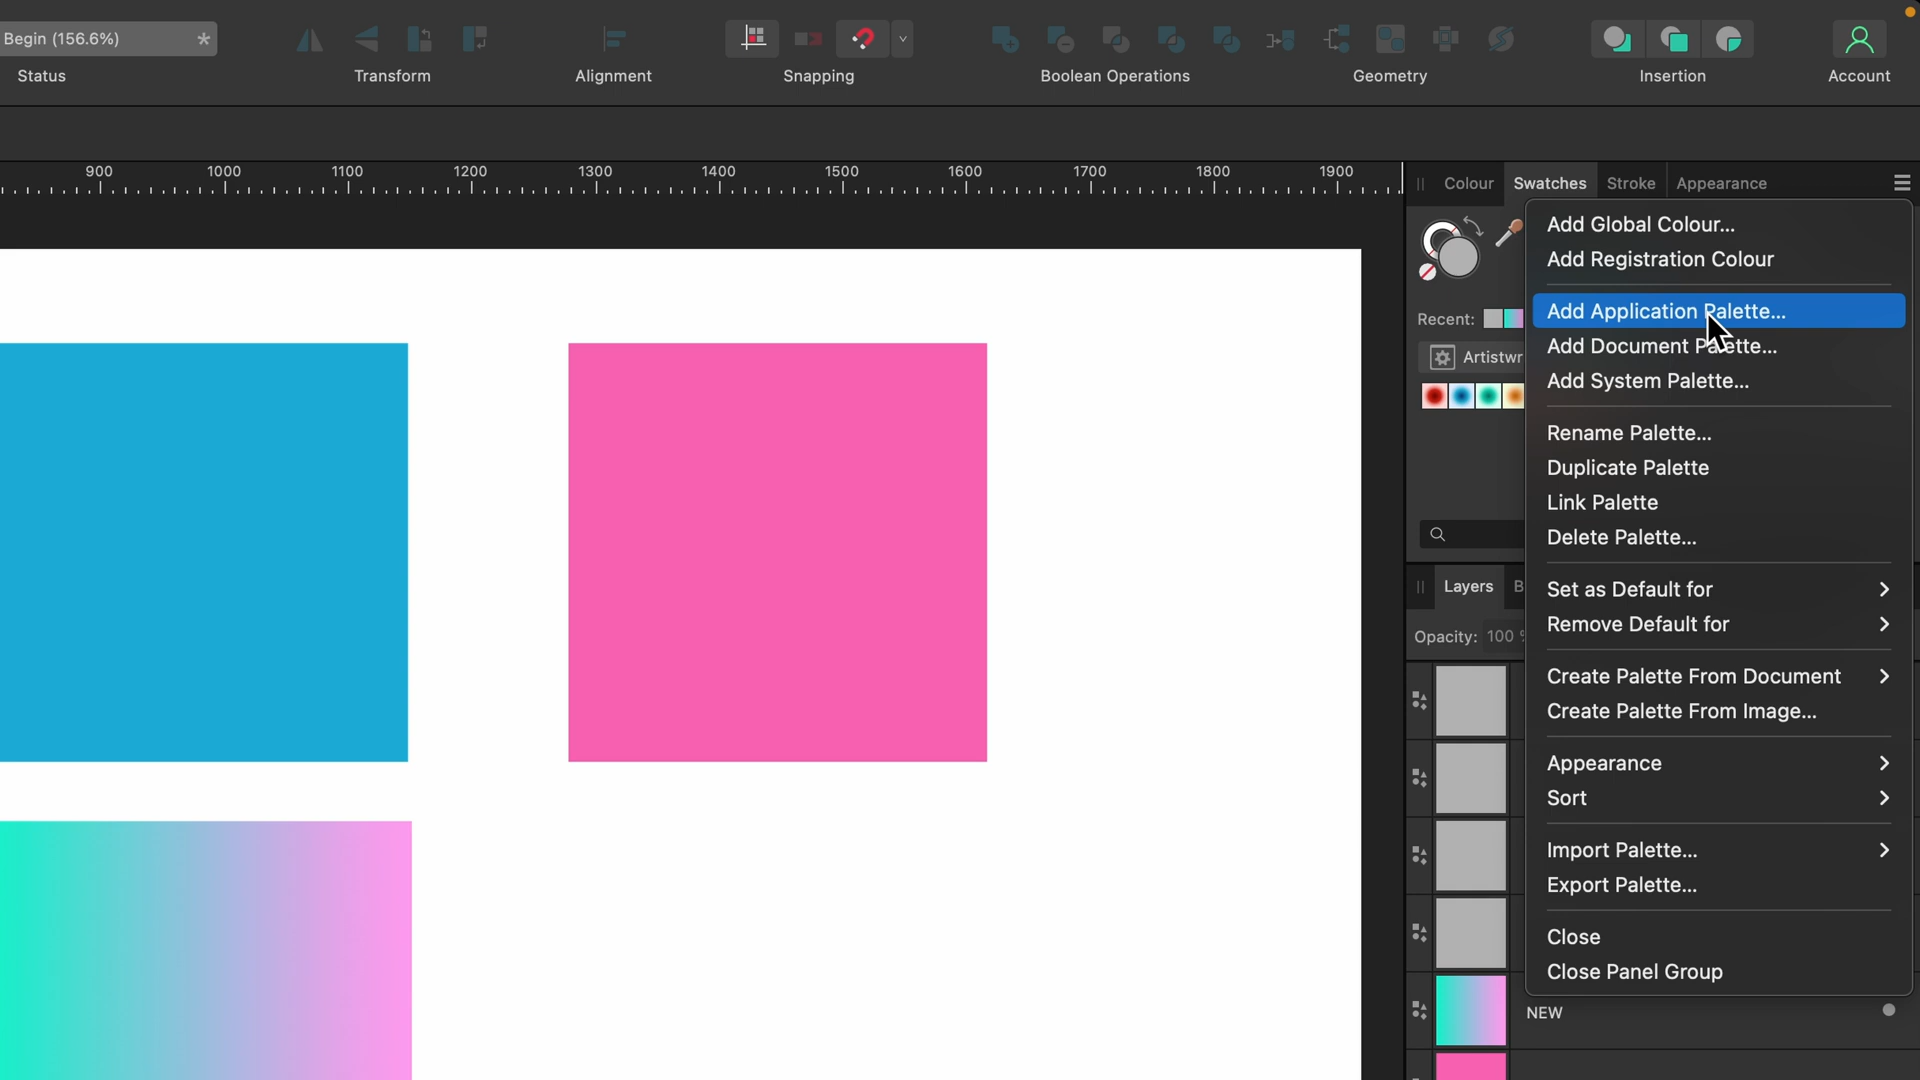 Begin (156.6%) *
Status
Transform
Alignment
Snapping
Boolean Operations
Geometry
Insertion
Account
900 1000 1100 1200 1300 1400 1500 1600 1700 1800 1900
Colour Swatches Stroke Appearance
Add Global Colour...
Add Registration Colour
Recent:
Add Application Palette...
Artistwr
Add Document Palette...
Add System Palette...
Rename Palette...
Duplicate Palette
Link Palette
Delete Palette...
Layers B
Set as Default for
Opacity: 100 %
Remove Default for
Create Palette From Document
Create Palette From Image...
Appearance
Sort
Import Palette...
Export Palette...
Close
Close Panel Group
NEW